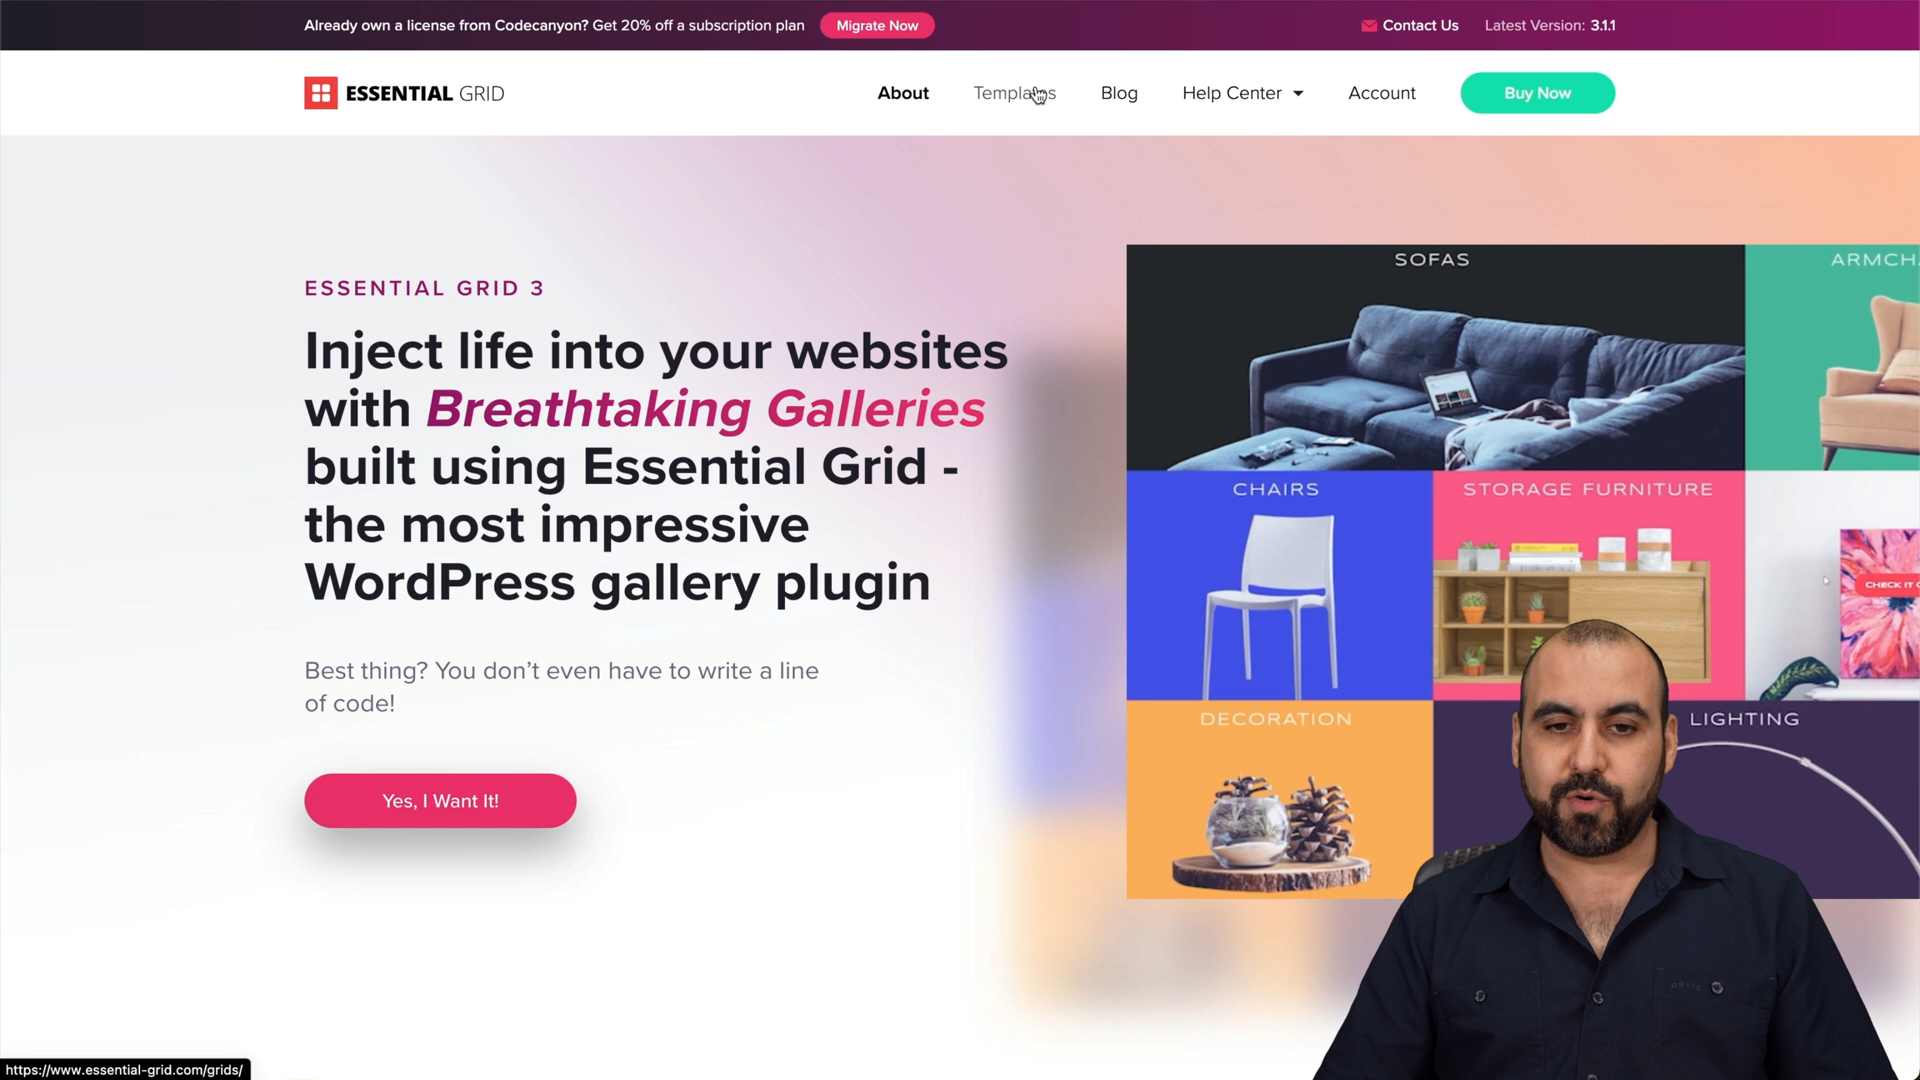 Already own a license from Codecanyon? Get 20% off a subscription plan
Migrate Now
Contact Us
Latest Version: 3.1.1
ESSENTIAL GRID
About
Templates
Blog
Help Center
Account
Buy Now
ESSENTIAL GRID 3
Inject life into your websites
with Breathtaking Galleries
built using Essential Grid -
the most impressive
WordPress gallery plugin
Best thing? You don’t even have to write a line
of code!
Yes, I Want It!
SOFAS
ARMCHA
CHAIRS
STORAGE FURNITURE
CHECK IT O
DECORATION
LIGHTING
ORVIS
https://www.essential-grid.com/grids/